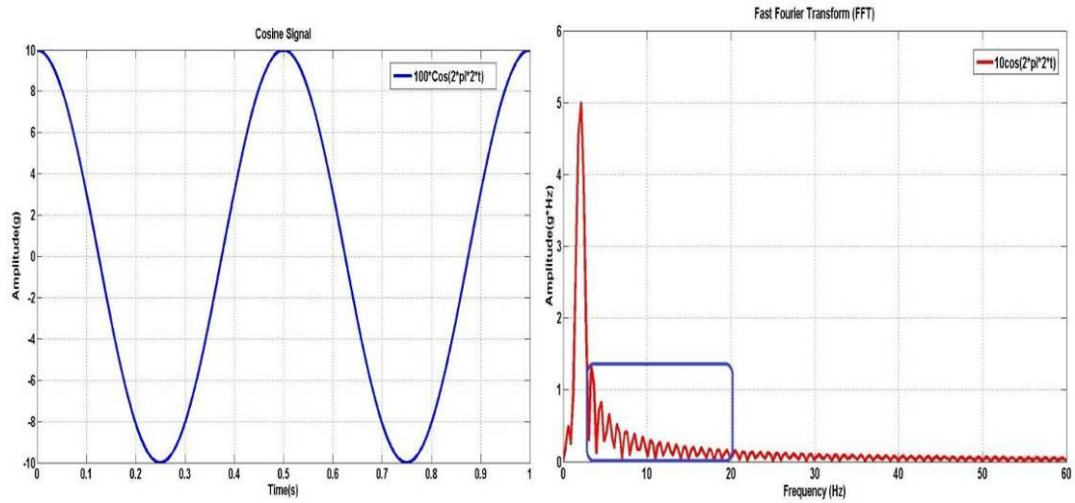 Cosine Signal
100*Cos(2*pi*2*t)
Amplitude(g)
10
8
6
4
2
0
-2
-4
-6
-8
-10
0 0.1 0.2 0.3 0.4 0.5 0.6 0.7 0.8 0.9 1
Time(s)
Fast Fourier Transform (FFT)
10cos(2*pi*2*t)
Amplitude(g*Hz)
6
5
4
3
2
1
0
0 10 20 30 40 50 60
Frequency (Hz)